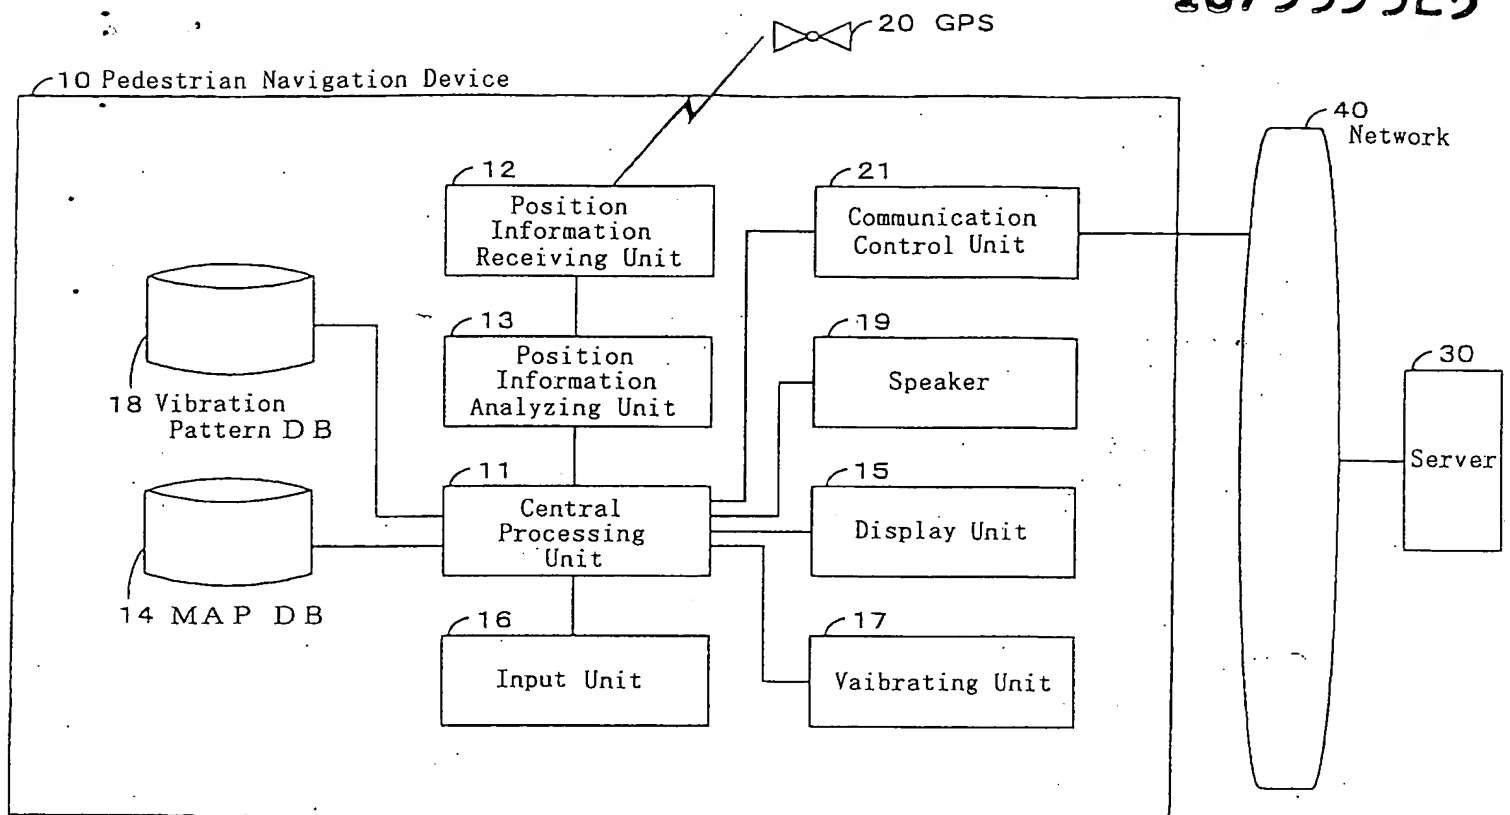 20 GPS
10 Pedestrian Navigation Device
40
Network
12
Position
Information
Receiving Unit
21
Communication
Control Unit
13
Position
Information
Analyzing Unit
19
Speaker
30
Server
18 Vibration
Pattern DB
11
Central
Processing
Unit
15
Display Unit
14 MAP DB
16
Input Unit
17
Vaibrating Unit